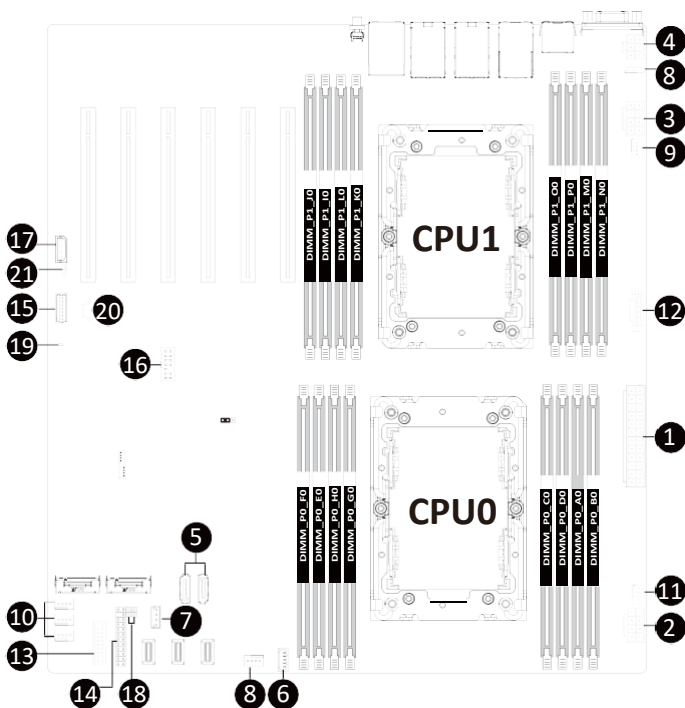 4
8
3
9
DIMM_P1_J0
DIMM_P1_I0
DIMM_P1_L0
DIMM_P1_K0
CPU1
DIMM_P1_O0
DIMM_P1_P0
DIMM_P1_M0
DIMM_P1_N0
17
21
15
20
19
16
12
1
DIMM_P0_F0
DIMM_P0_E0
DIMM_P0_H0
DIMM_P0_G0
CPU0
DIMM_P0_C0
DIMM_P0_D0
DIMM_P0_A0
DIMM_P0_B0
5
11
10
7
2
13
14
18
8
6